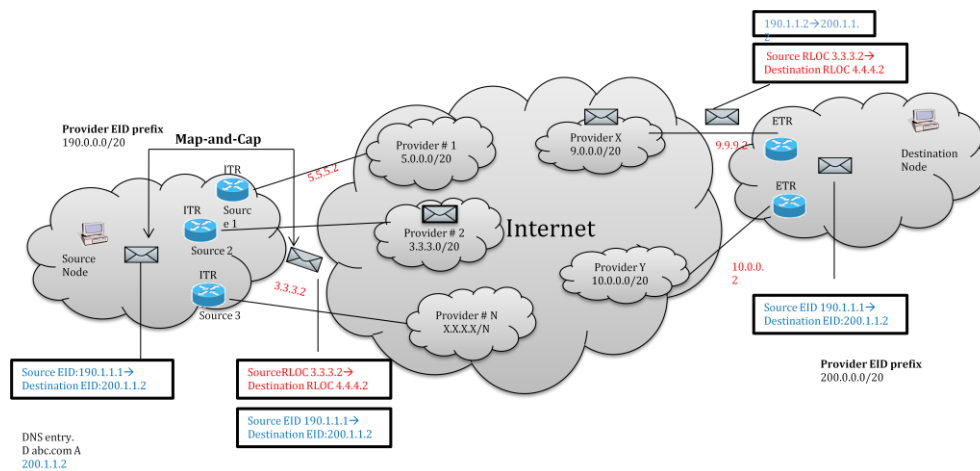 190.1.1.2→200.1.1.
2
Source RLOC 3.3.3.2→
Destination RLOC 4.4.4.2
Provider EID prefix
190.0.0.0/20
Map-and-Cap
ITR
Sourc
e 1
ITR
Source 2
ITR
Source 3
Source
Node
5.5.5.2
3.3.3.2
Provider # 1
5.0.0.0/20
Provider # 2
3.3.3.0/20
Provider # N
X.X.X.X/N
Internet
Provider X
9.0.0.0/20
Provider Y
10.0.0.0/20
9.9.9.2
10.0.0.
2
ETR
ETR
Destination
Node
Source EID:190.1.1.1→
Destination EID:200.1.1.2
SourceRLOC 3.3.3.2→
Destination RLOC 4.4.4.2
Source EID 190.1.1.1→
Destination EID:200.1.1.2
Source EID 190.1.1.1→
Destination EID:200.1.1.2
Provider EID prefix
200.0.0.0/20
DNS entry.
D abc.com A
200.1.1.2